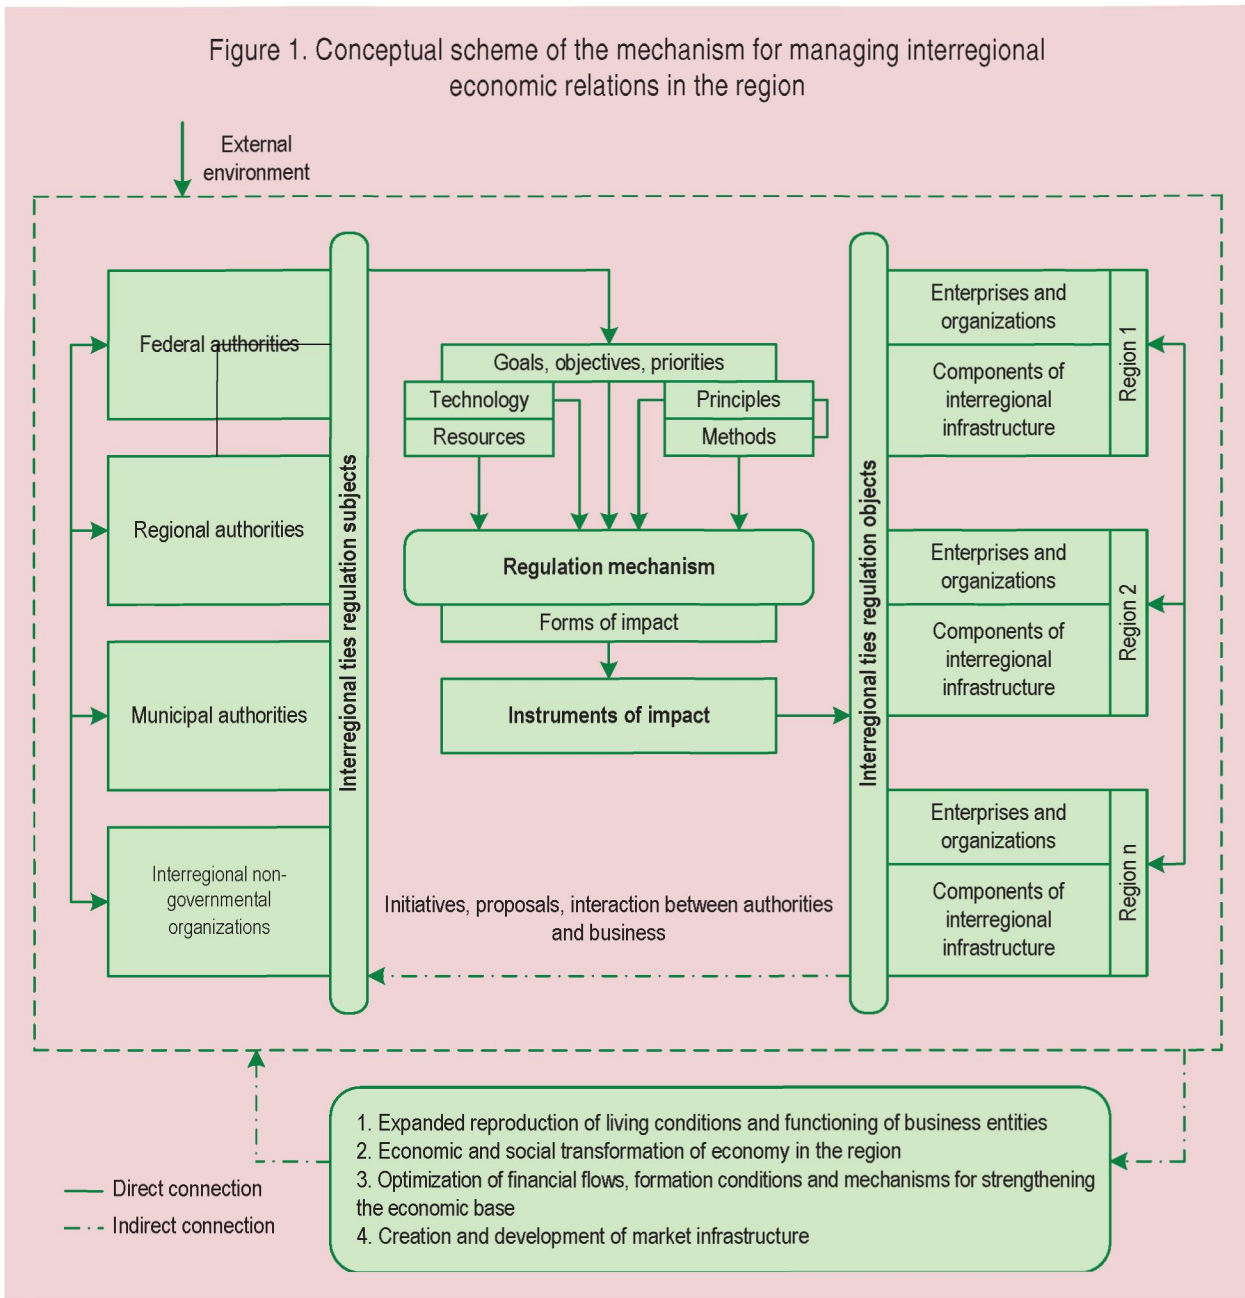 Figure 1. Conceptual scheme of the mechanism for managing interregional
economic relations in the region
External
environment
Federal authorities
Regional authorities
Municipal authorities
Interregional non-
governmental
organizations
Interregional ties regulation subjects
Goals, objectives, priorities
Technology
Resources
Principles
Methods
Regulation mechanism
Forms of impact
Instruments of impact
Initiatives, proposals, interaction between authorities
and business
Interregional ties regulation objects
Enterprises and
organizations
Components of
interregional
infrastructure
Region 1
Enterprises and
organizations
Components of
interregional
infrastructure
Region 2
Enterprises and
organizations
Components of
interregional
infrastructure
Region n
1. Expanded reproduction of living conditions and functioning of business entities
2. Economic and social transformation of economy in the region
3. Optimization of financial flows, formation conditions and mechanisms for strengthening
the economic base
4. Creation and development of market infrastructure
Direct connection
Indirect connection